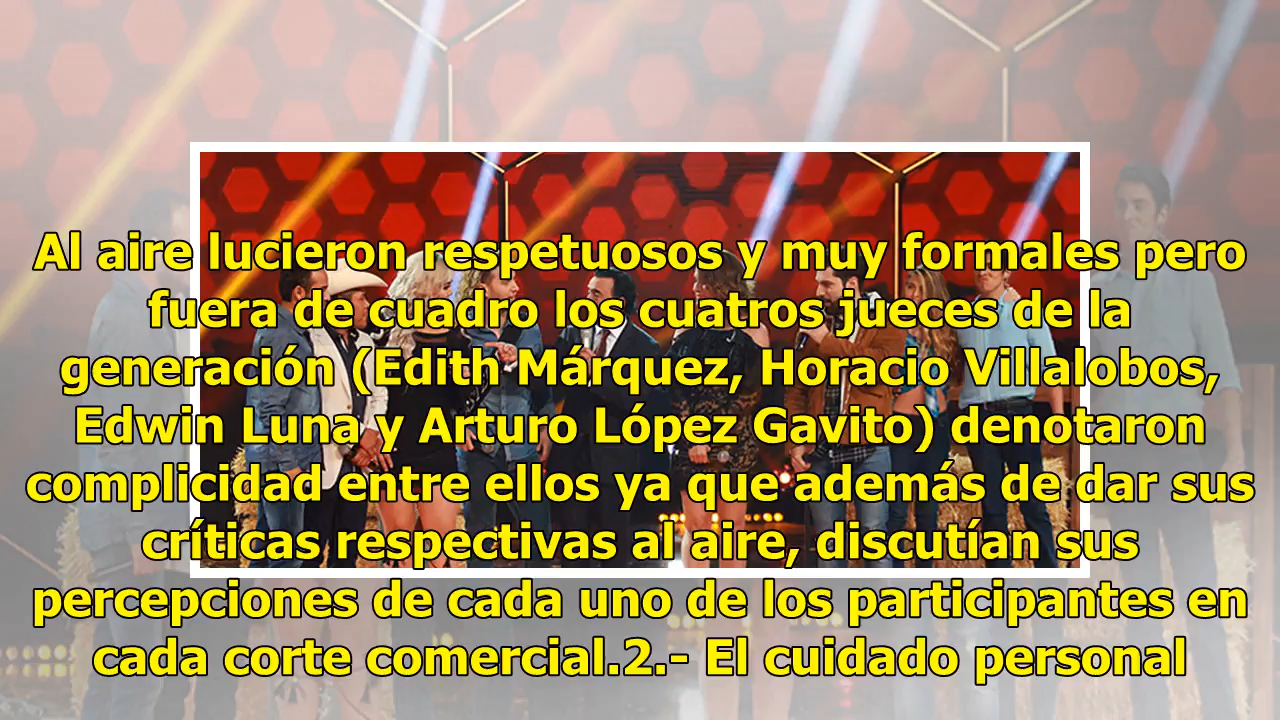 Al aire lucieron respetuosos y muy formales pero
fuera de cuadro los cuatros jueces de la
generación (Edith Márquez, Horacio Villalobos,
Edwin Luna y Arturo López Gavito) denotaron
complicidad entre ellos ya que además de dar sus
críticas respectivas al aire, discutían sus
percepciones de cada uno de los participantes en
cada corte comercial.2.- El cuidado personal